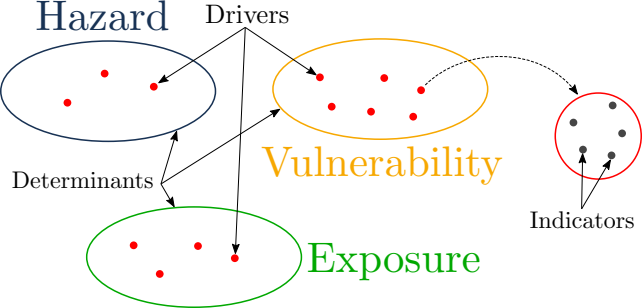 Hazard
Drivers
Vulnerability
Determinants
Indicators
Exposure